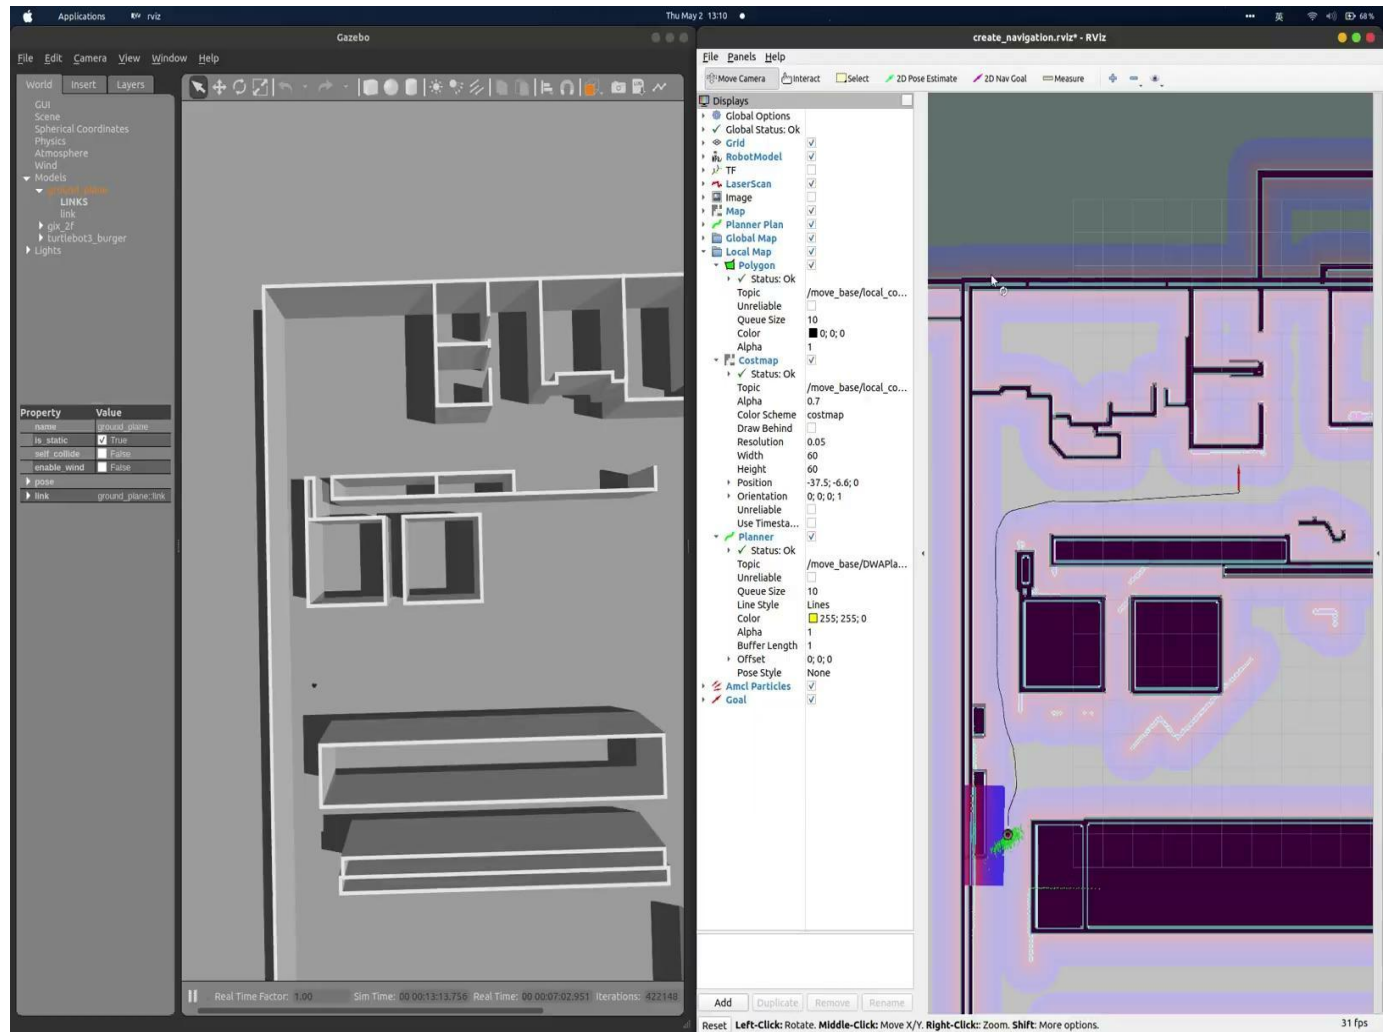 Applications rviz Thu May 2 13:10 英 68%
Gazebo
File Edit Camera View Window Help
World Insert Layers
GUI
Scene
Spherical Coordinates
Physics
Atmosphere
Wind
Models
ground_plane
LINKS
link
gix_2f
turtlebot3_burger
Lights
Property Value
name ground_plane
is_static True
self_collide False
enable_wind False
pose
link ground_plane::link
Real Time Factor: 1.00 Sim Time: 00 00:13:13.756 Real Time: 00 00:07:02.951 Iterations: 422148
create_navigation.rviz* - RViz
File Panels Help
Move Camera Interact Select 2D Pose Estimate 2D Nav Goal Measure
Displays
Global Options
Global Status: Ok
Grid
RobotModel
TF
LaserScan
Image
Map
Planner Plan
Global Map
Local Map
Polygon
Status: Ok
Topic /move_base/local_co...
Unreliable
Queue Size 10
Color 0; 0; 0
Alpha 1
Costmap
Status: Ok
Topic /move_base/local_co...
Alpha 0.7
Color Scheme costmap
Draw Behind
Resolution 0.05
Width 60
Height 60
Position -37.5; -6.6; 0
Orientation 0; 0; 0; 1
Unreliable
Use Timesta...
Planner
Status: Ok
Topic /move_base/DWAPla...
Unreliable
Queue Size 10
Line Style Lines
Color 255; 255; 0
Alpha 1
Buffer Length 1
Offset 0; 0; 0
Pose Style None
Amcl Particles
Goal
Add Duplicate Remove Rename
Reset Left-Click: Rotate. Middle-Click: Move X/Y. Right-Click:: Zoom. Shift: More options. 31 fps